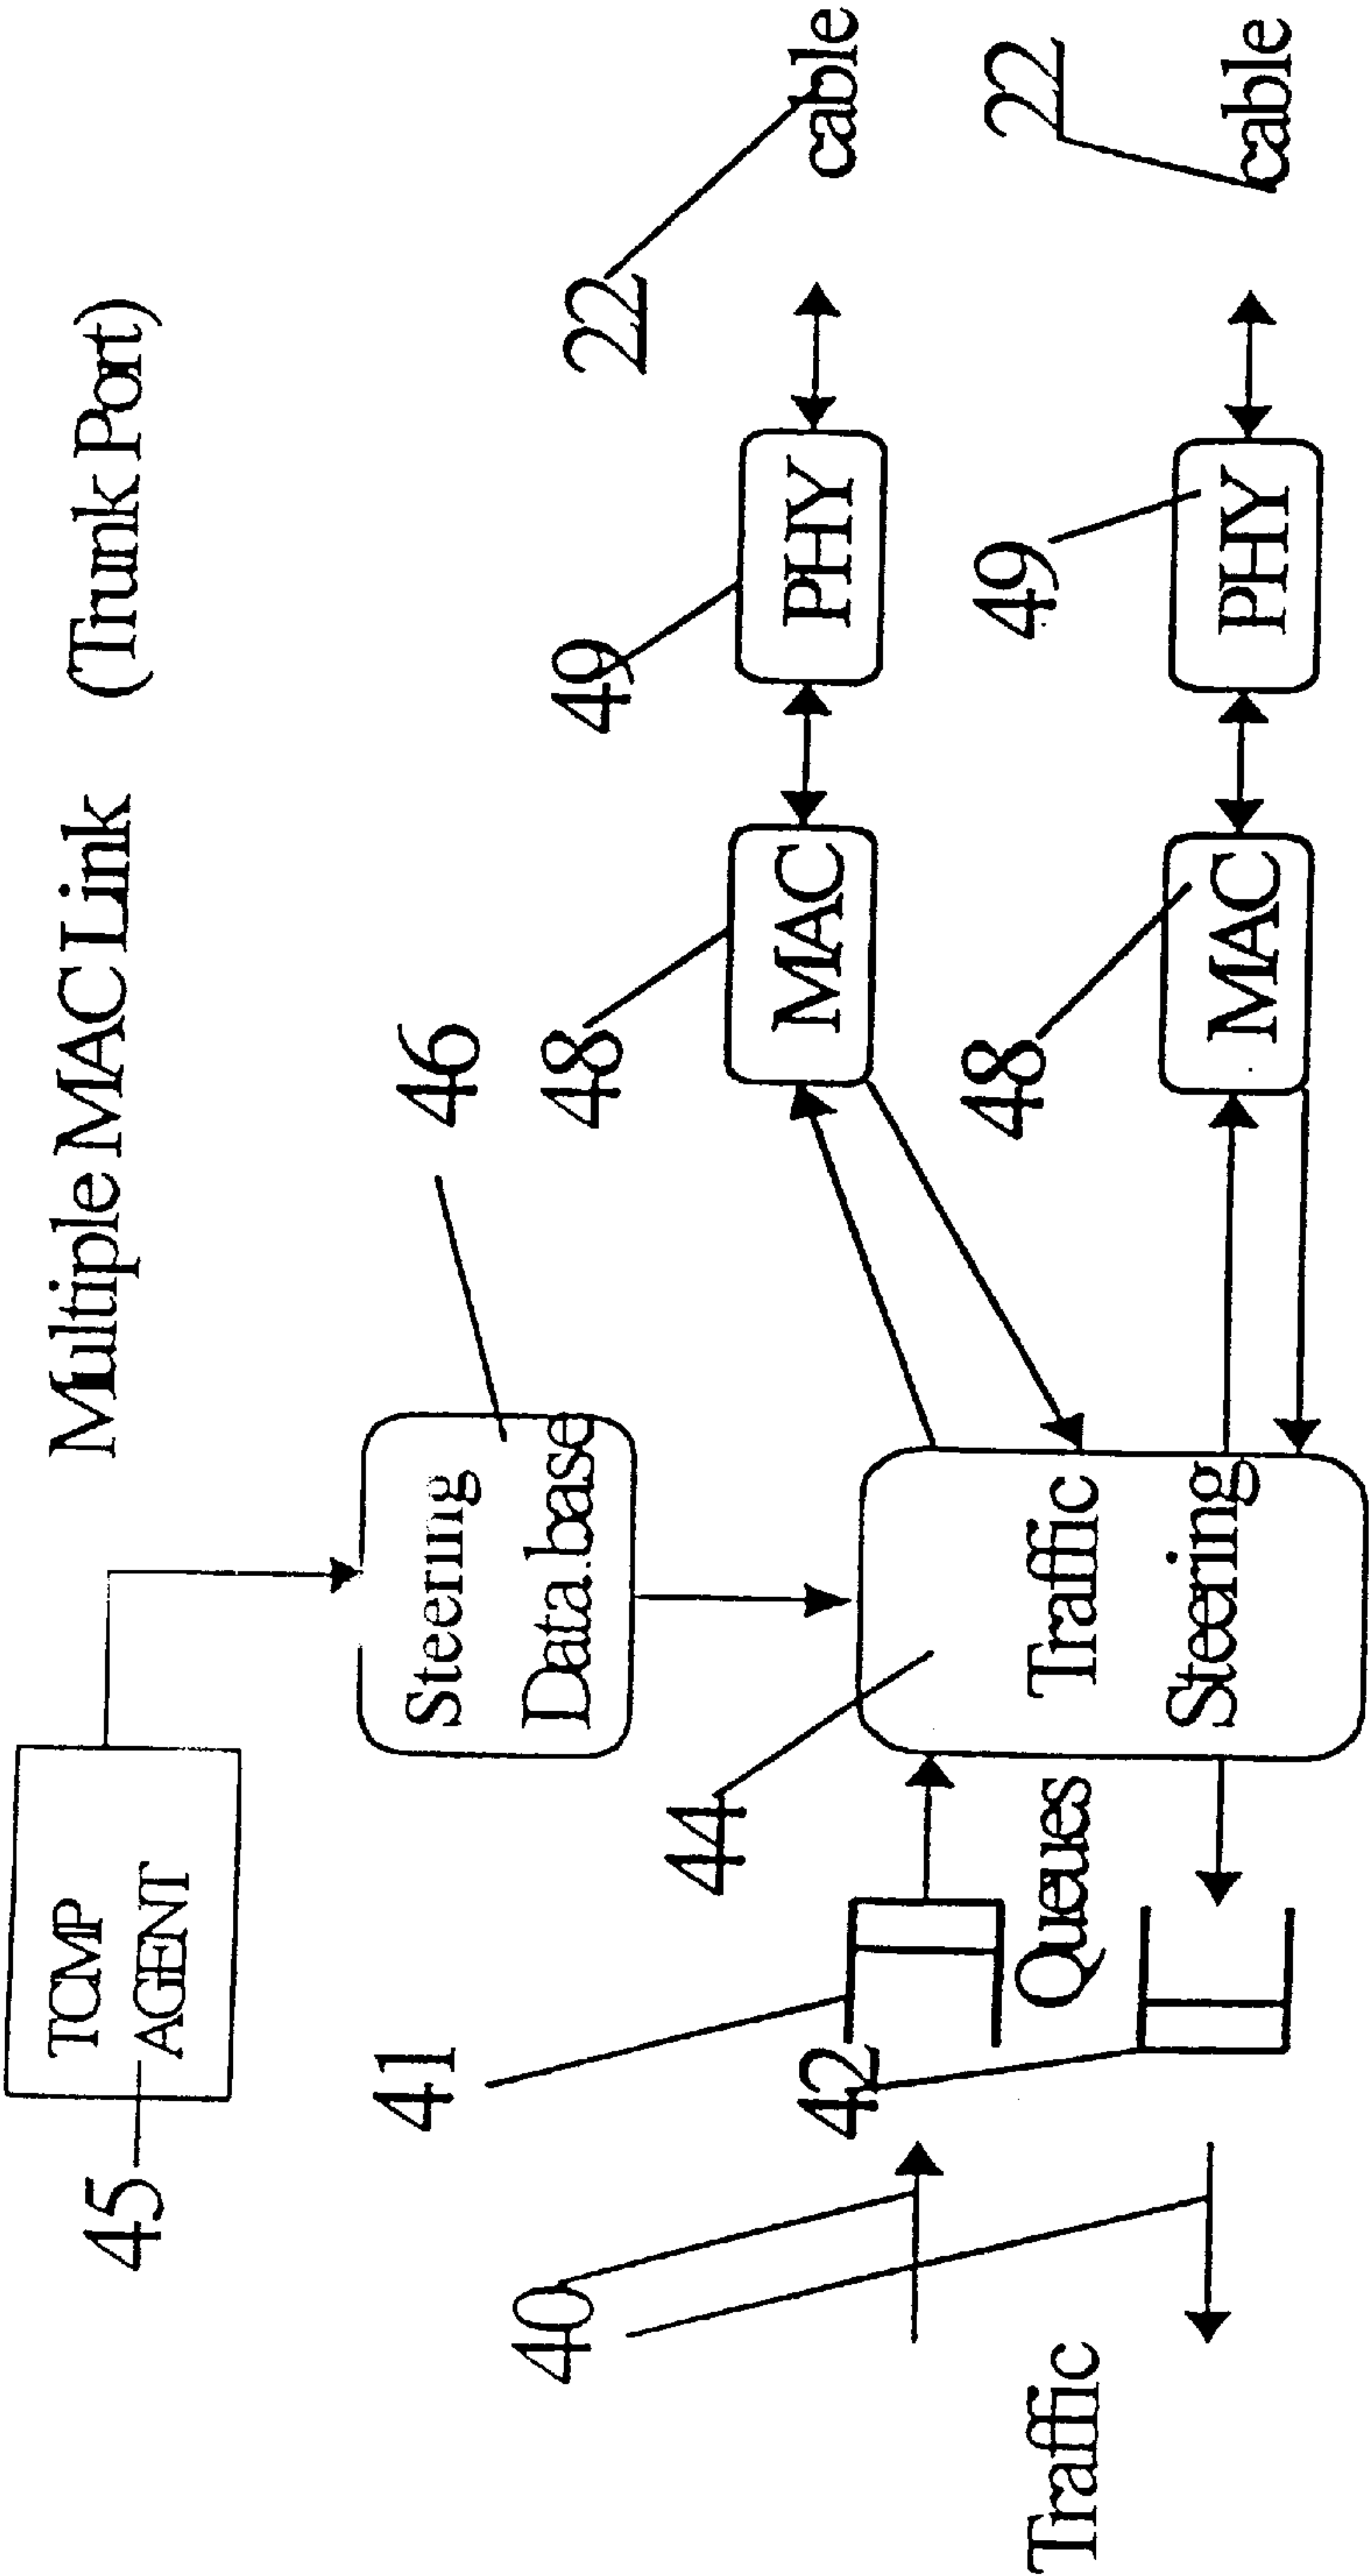 Multiple MAC Link (Trunk Port)
TCMP
AGENT
45
46
Steering
Data base
22
cable
49
PHY
48
MAC
22
cable
49
PHY
48
MAC
44
Traffic
Steering
41
42
Queues
40
Traffic